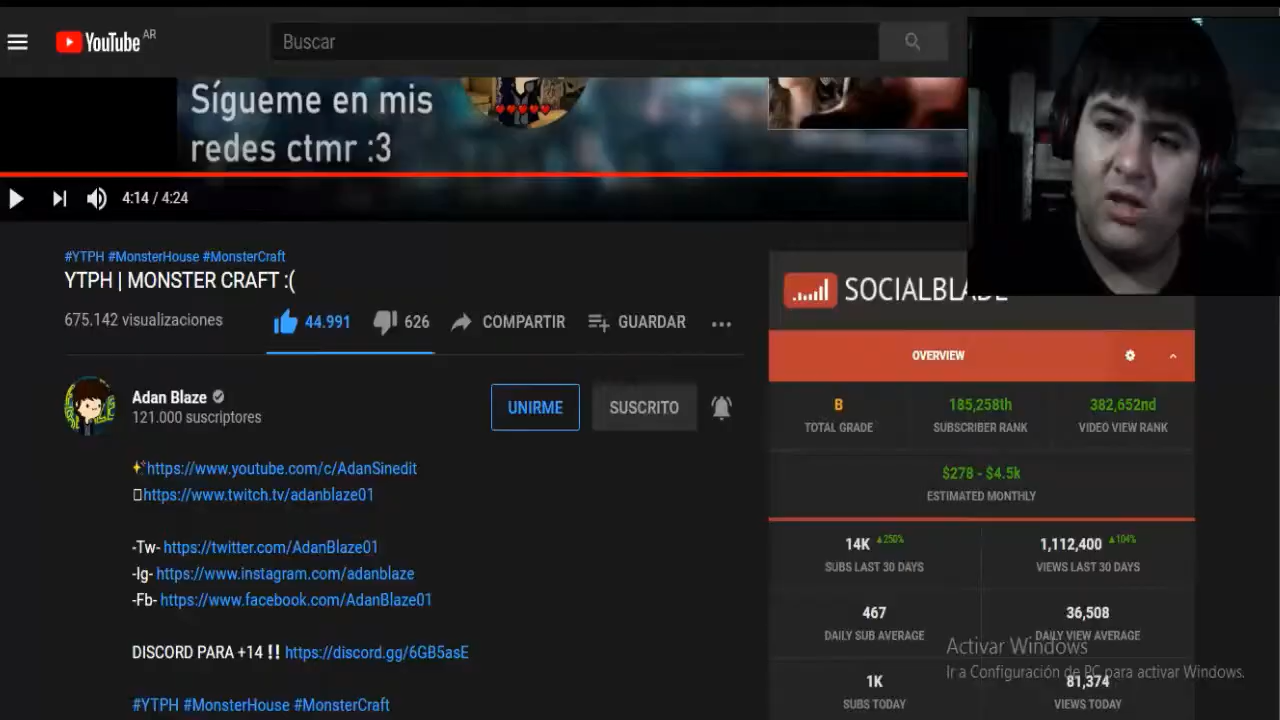 YouTube AR
Buscar
Sígueme en mis
redes ctmr :3
4:14 / 4:24
#YTPH #MonsterHouse #MonsterCraft
YTPH | MONSTER CRAFT :(
675.142 visualizaciones
44.991
626
COMPARTIR
GUARDAR
Adan Blaze
121.000 suscriptores
UNIRME
SUSCRITO
✨https://www.youtube.com/c/AdanSinedit
https://www.twitch.tv/adanblaze01
-Tw- https://twitter.com/AdanBlaze01
-Ig- https://www.instagram.com/adanblaze
-Fb- https://www.facebook.com/AdanBlaze01
DISCORD PARA +14 ‼ https://discord.gg/6GB5asE
#YTPH #MonsterHouse #MonsterCraft
SOCIALBLADE
OVERVIEW
B
TOTAL GRADE
185,258th
SUBSCRIBER RANK
382,652nd
VIDEO VIEW RANK
$278 - $4.5k
ESTIMATED MONTHLY
14K ▲250%
SUBS LAST 30 DAYS
1,112,400 ▲104%
VIEWS LAST 30 DAYS
467
DAILY SUB AVERAGE
36,508
DAILY VIEW AVERAGE
1K
SUBS TODAY
81,374
VIEWS TODAY
Activar Windows
Ir a Configuración de PC para activar Windows.